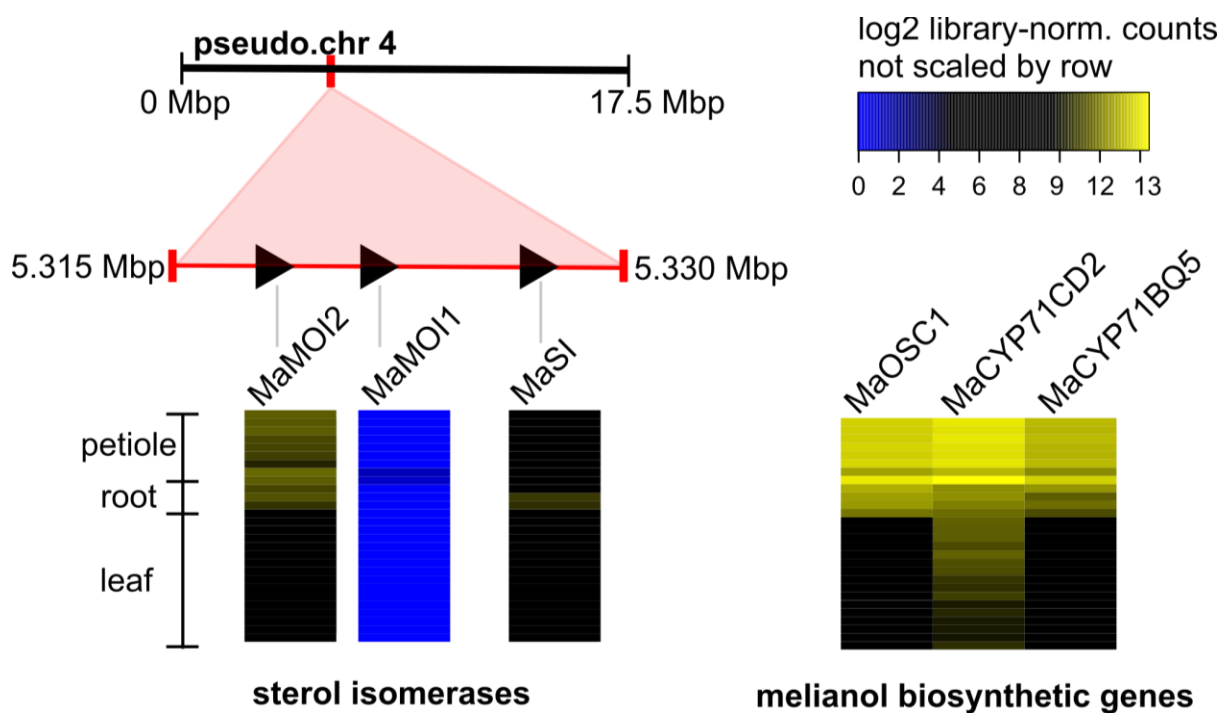 pseudo.chr 4
0 Mbp
17.5 Mbp
log2 library-norm. counts
not scaled by row
0 2 4 6 8 9 12 13
5.315 Mbp
5.330 Mbp
MaMOI2
MaMOI1
MaSI
MaOSC1
MaCYP71CD2
MaCYP71BQ5
petiole
root
leaf
sterol isomerases
melianol biosynthetic genes